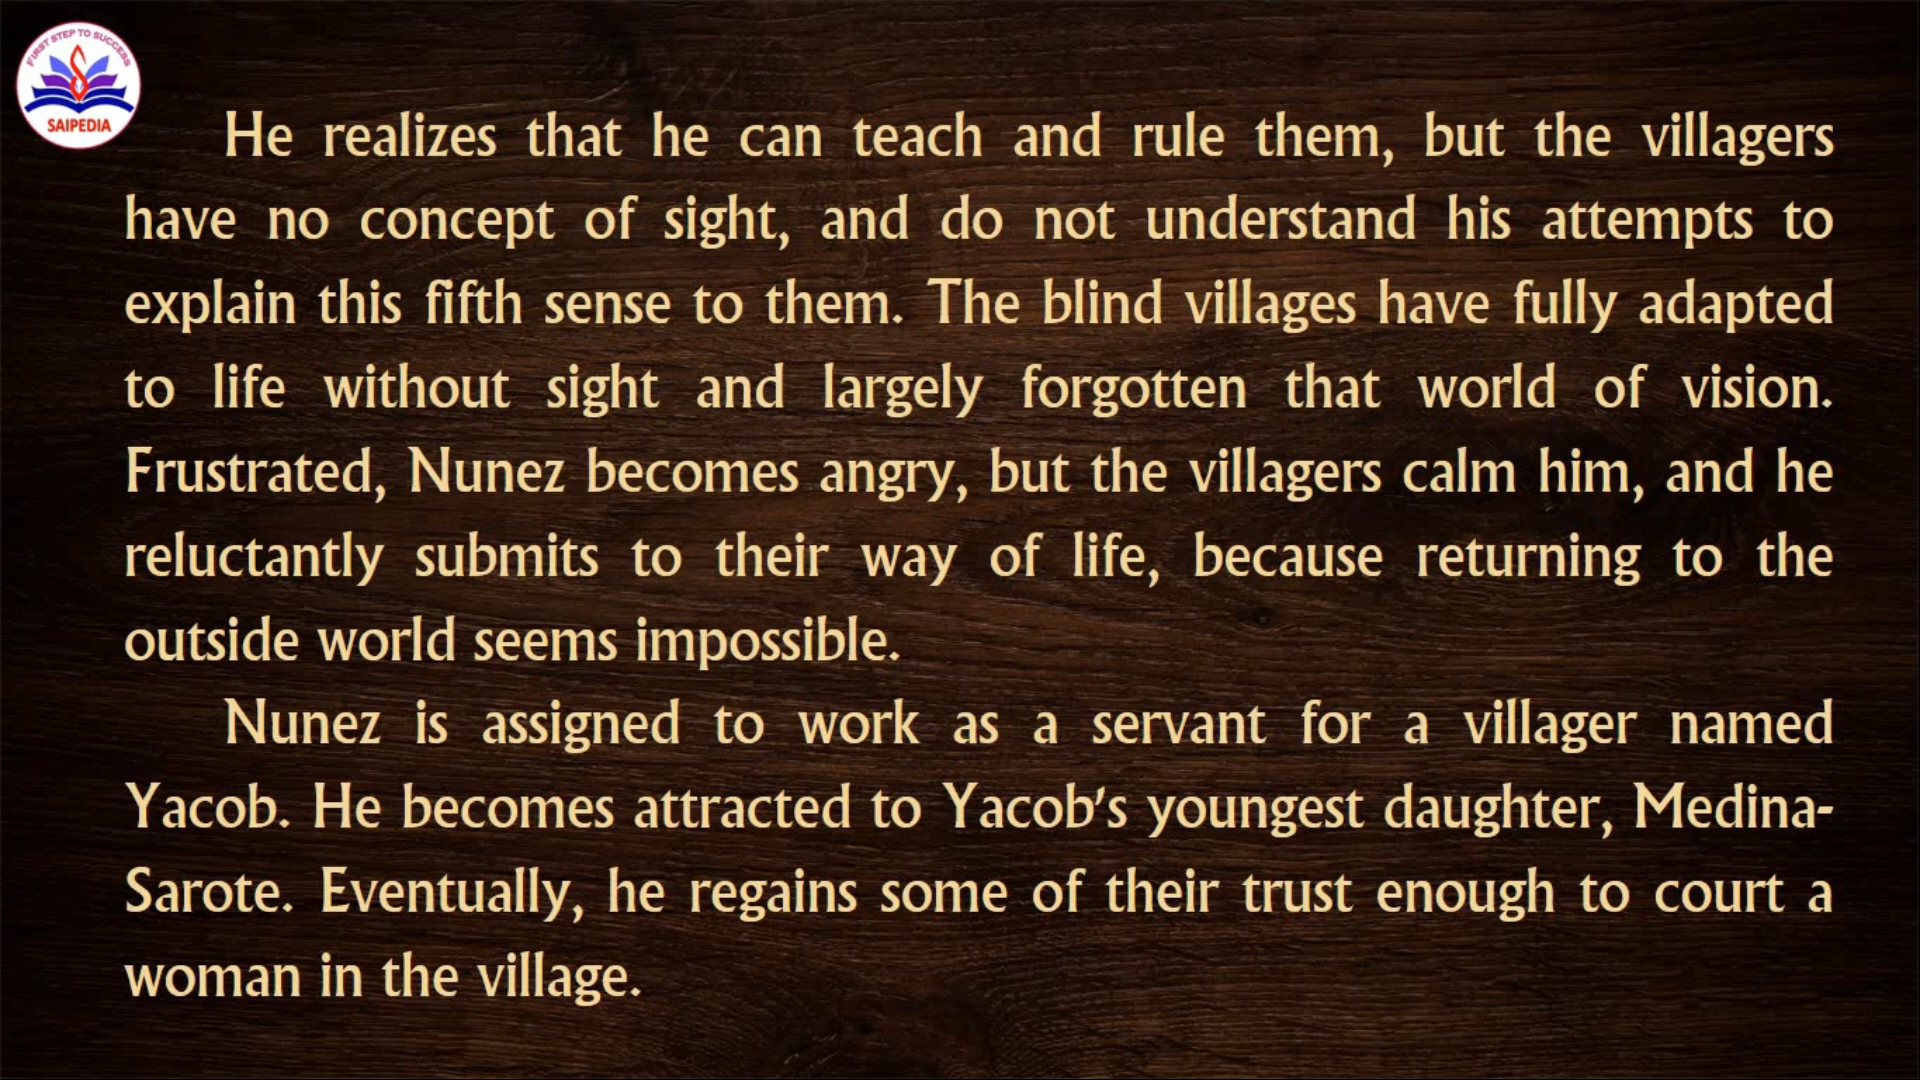 FIRST STEP TO SUCCESS
SAIPEDIA
He realizes that he can teach and rule them, but the villagers
have no concept of sight, and do not understand his attempts to
explain this fifth sense to them. The blind villages have fully adapted
to life without sight and largely forgotten that world of vision.
Frustrated, Nunez becomes angry, but the villagers calm him, and he
reluctantly submits to their way of life, because returning to the
outside world seems impossible.
Nunez is assigned to work as a servant for a villager named
Yacob. He becomes attracted to Yacob's youngest daughter, Medina-
Sarote. Eventually, he regains some of their trust enough to court a
woman in the village.